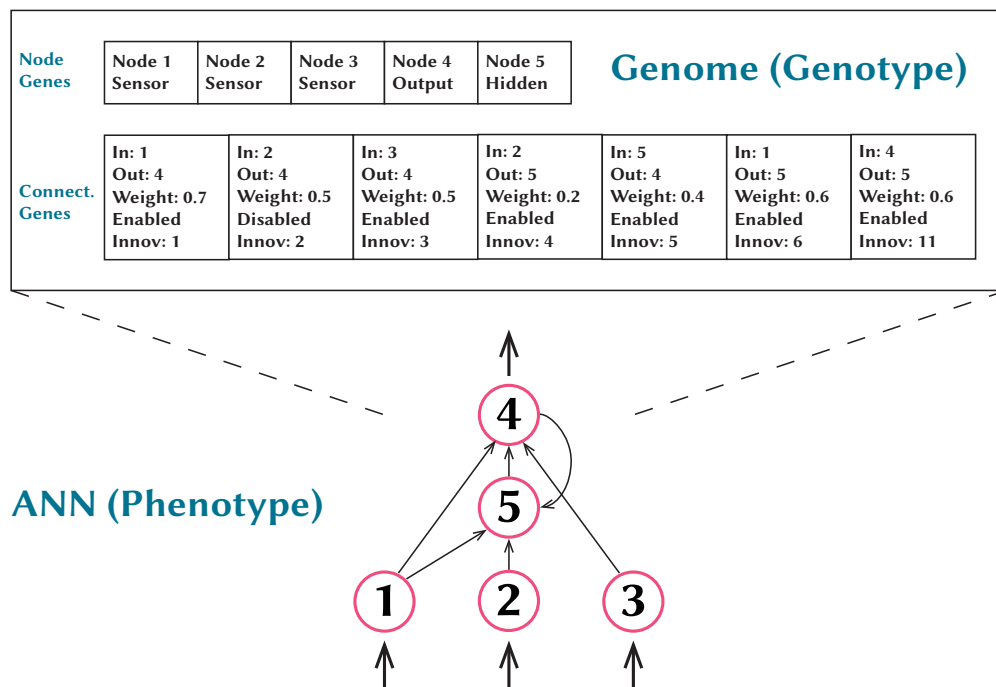 Genome (Genotype)
Node
Genes
Node 1
Sensor
Node 2
Sensor
Node 3
Sensor
Node 4
Output
Node 5
Hidden
Connect.
Genes
In: 1
Out: 4
Weight: 0.7
Enabled
Innov: 1
In: 2
Out: 4
Weight: 0.5
Disabled
Innov: 2
In: 3
Out: 4
Weight: 0.5
Enabled
Innov: 3
In: 2
Out: 5
Weight: 0.2
Enabled
Innov: 4
In: 5
Out: 4
Weight: 0.4
Enabled
Innov: 5
In: 1
Out: 5
Weight: 0.6
Enabled
Innov: 6
In: 4
Out: 5
Weight: 0.6
Enabled
Innov: 11
ANN (Phenotype)
4
5
1
2
3